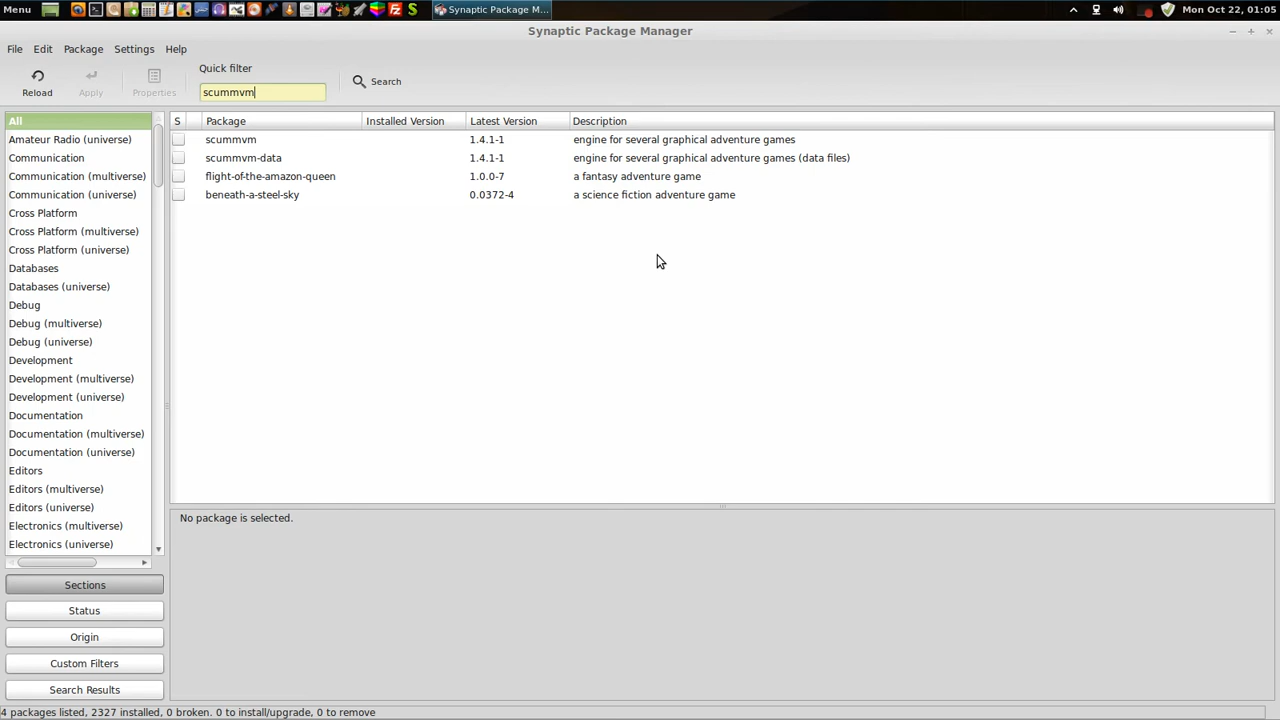 Menu Synaptic Package M... Mon Oct 22, 01:05
Synaptic Package Manager
File Edit Package Settings Help
Reload Apply Properties Quick filter scummvm Search
All
Amateur Radio (universe)
Communication
Communication (multiverse)
Communication (universe)
Cross Platform
Cross Platform (multiverse)
Cross Platform (universe)
Databases
Databases (universe)
Debug
Debug (multiverse)
Debug (universe)
Development
Development (multiverse)
Development (universe)
Documentation
Documentation (multiverse)
Documentation (universe)
Editors
Editors (multiverse)
Editors (universe)
Electronics (multiverse)
Electronics (universe)
Sections
Status
Origin
Custom Filters
Search Results
S Package Installed Version Latest Version Description
scummvm 1.4.1-1 engine for several graphical adventure games
scummvm-data 1.4.1-1 engine for several graphical adventure games (data files)
flight-of-the-amazon-queen 1.0.0-7 a fantasy adventure game
beneath-a-steel-sky 0.0372-4 a science fiction adventure game
No package is selected.
4 packages listed, 2327 installed, 0 broken. 0 to install/upgrade, 0 to remove